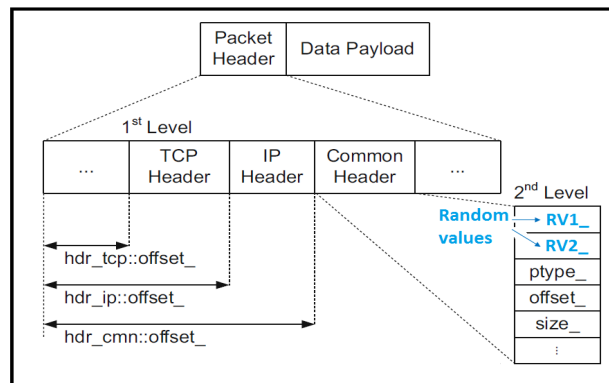 Packet Header
Data Payload
1st Level
...
TCP Header
IP Header
Common Header
...
2nd Level
Random values
RV1_
RV2_
ptype_
offset_
size_
⋮
hdr_tcp::offset_
hdr_ip::offset_
hdr_cmn::offset_